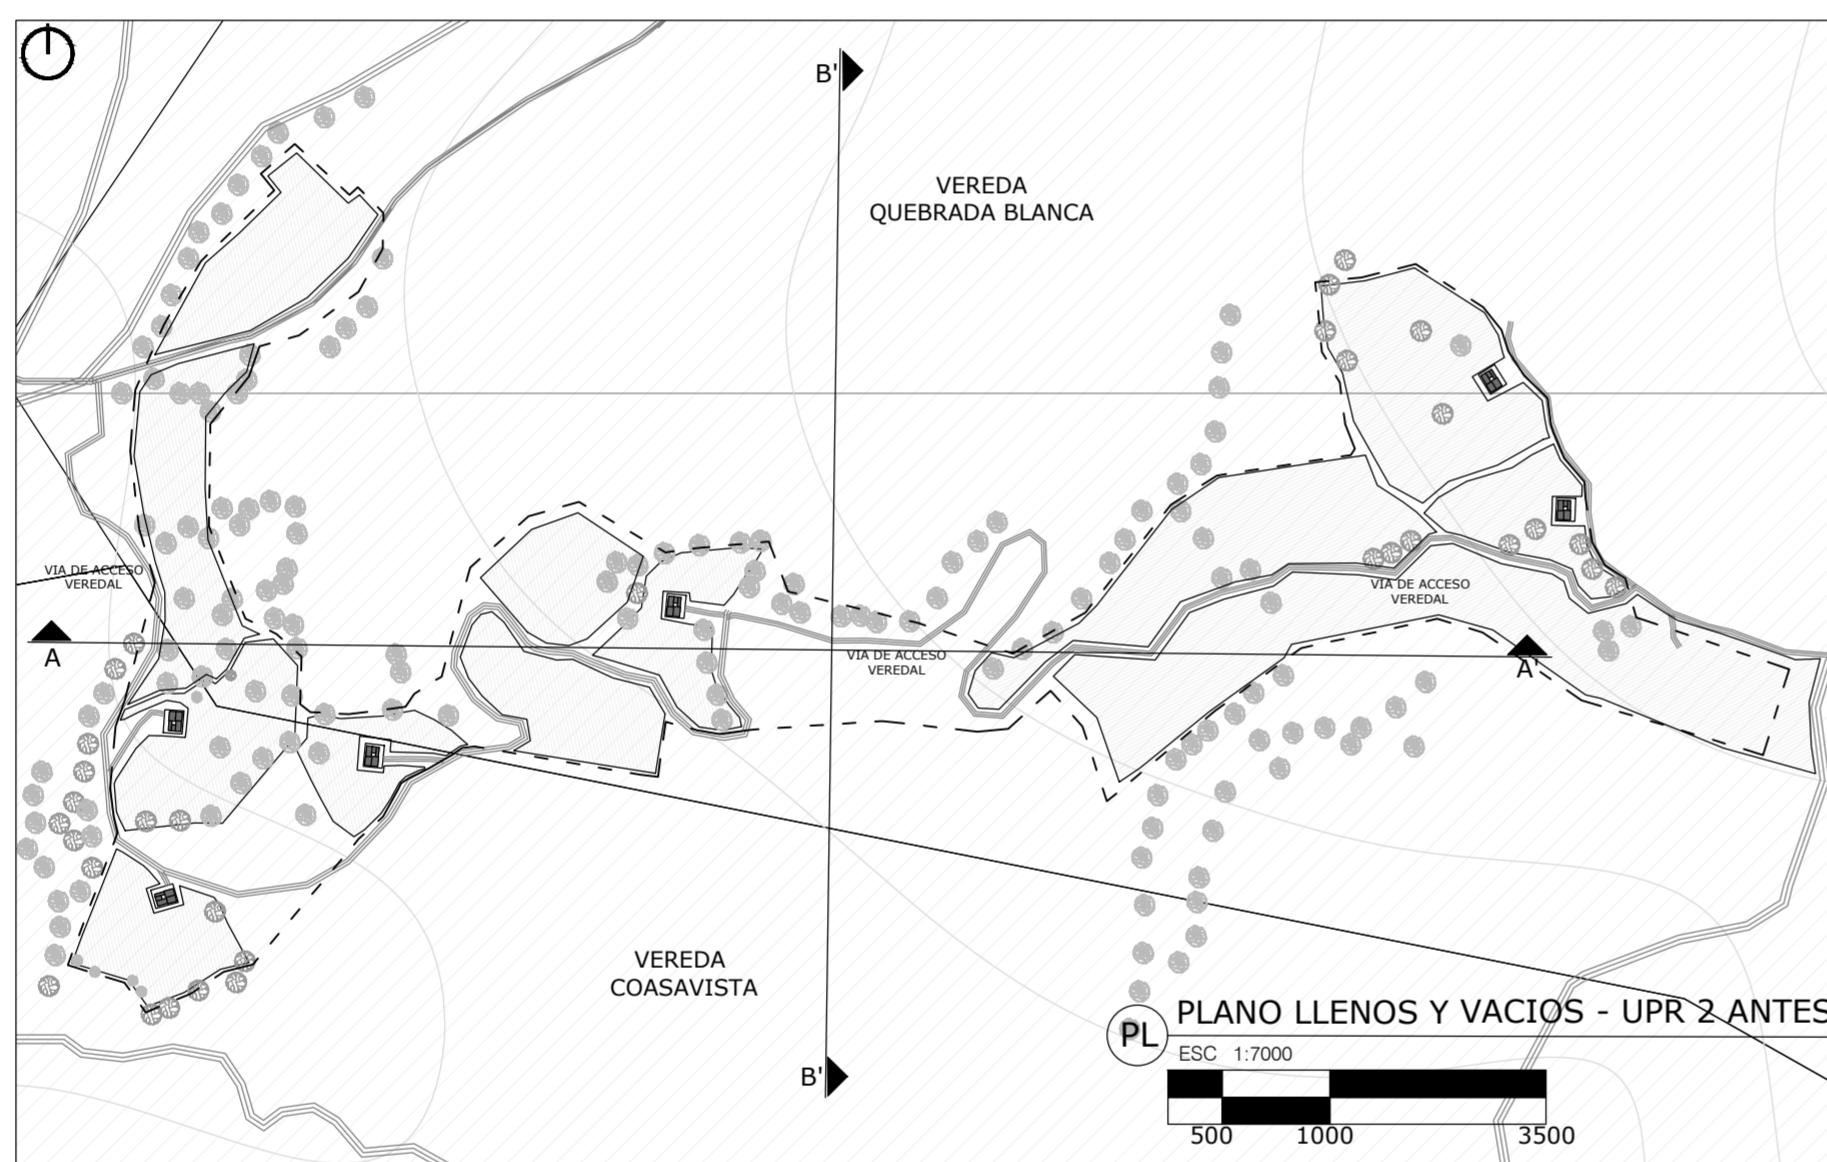 B'
VEREDA
QUEBRADA BLANCA
VIA DE ACCESO
VEREDAL
VIA DE ACCESO
VEREDAL
A
VIA DE ACCESO
VEREDAL
A'
VEREDA
COASAVISTA
PL
PLANO LLENOS Y VACIOS - UPR 2 ANTES
ESC 1:7000
B'
500
1000
3500